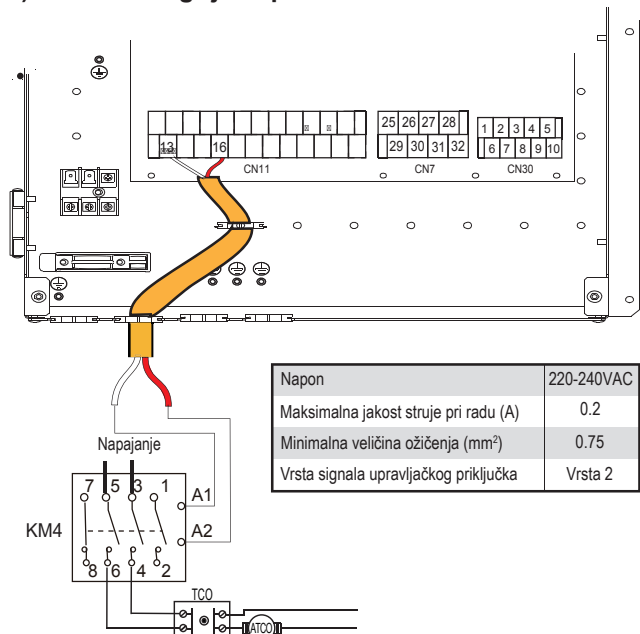 13 16
CN11
25 26 27 28
29 30 31 32
CN7
1 2 3 4 5
6 7 8 9 10
CN30
Napon 220-240VAC
Maksimalna jakost struje pri radu (A) 0.2
Minimalna veličina ožičenja (mm²) 0.75
Vrsta signala upravljačkog priključka Vrsta 2
Napajanje
7 5 3 1
A1
KM4
A2
8 6 4 2
TCO
ATCO